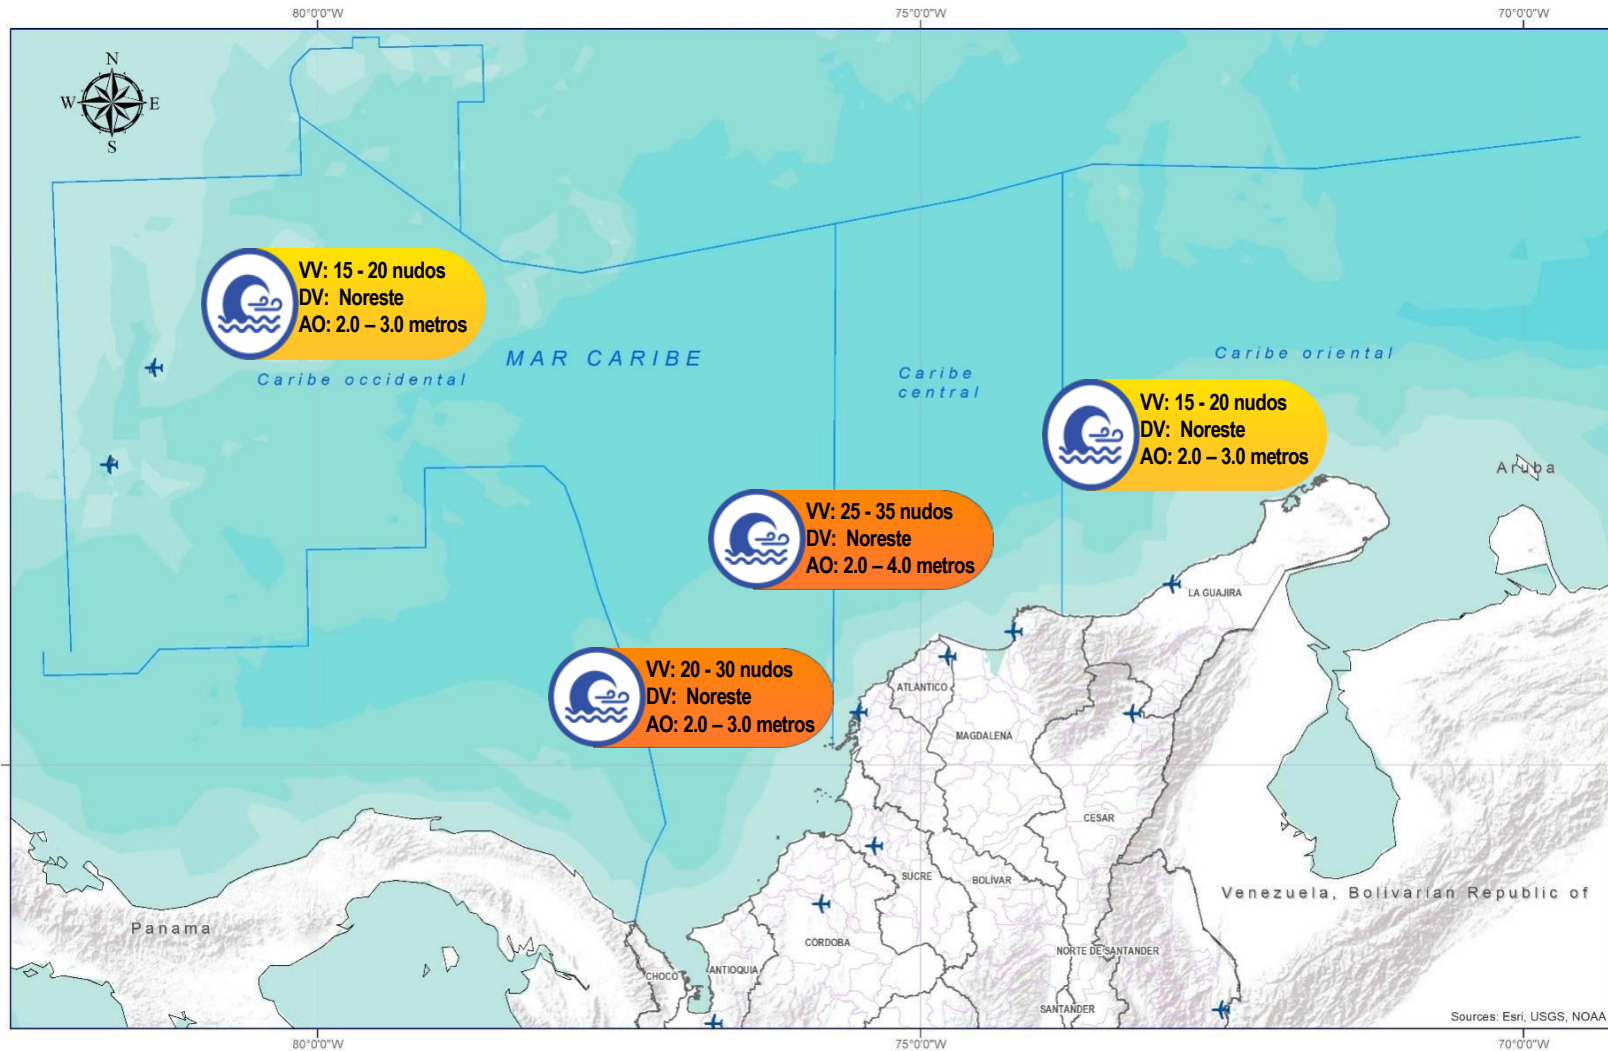 80°0'0"W
75°0'0"W
70°0'0"W
N
W
E
S
VV: 15 - 20 nudos
DV: Noreste
AO: 2.0 – 3.0 metros
MAR CARIBE
Caribe occidental
Caribe
central
Caribe oriental
VV: 15 - 20 nudos
DV: Noreste
AO: 2.0 – 3.0 metros
Aruba
VV: 25 - 35 nudos
DV: Noreste
AO: 2.0 – 4.0 metros
LA GUAJIRA
VV: 20 - 30 nudos
DV: Noreste
AO: 2.0 – 3.0 metros
ATLÁNTICO
MAGDALENA
CESAR
SUCRE
BOLÍVAR
Venezuela, Bolivarian Republic of
Panama
CÓRDOBA
NORTE DE SANTANDER
CHOCÓ
ANTIOQUIA
SANTANDER
Sources: Esri, USGS, NOAA
80°0'0"W
75°0'0"W
70°0'0"W